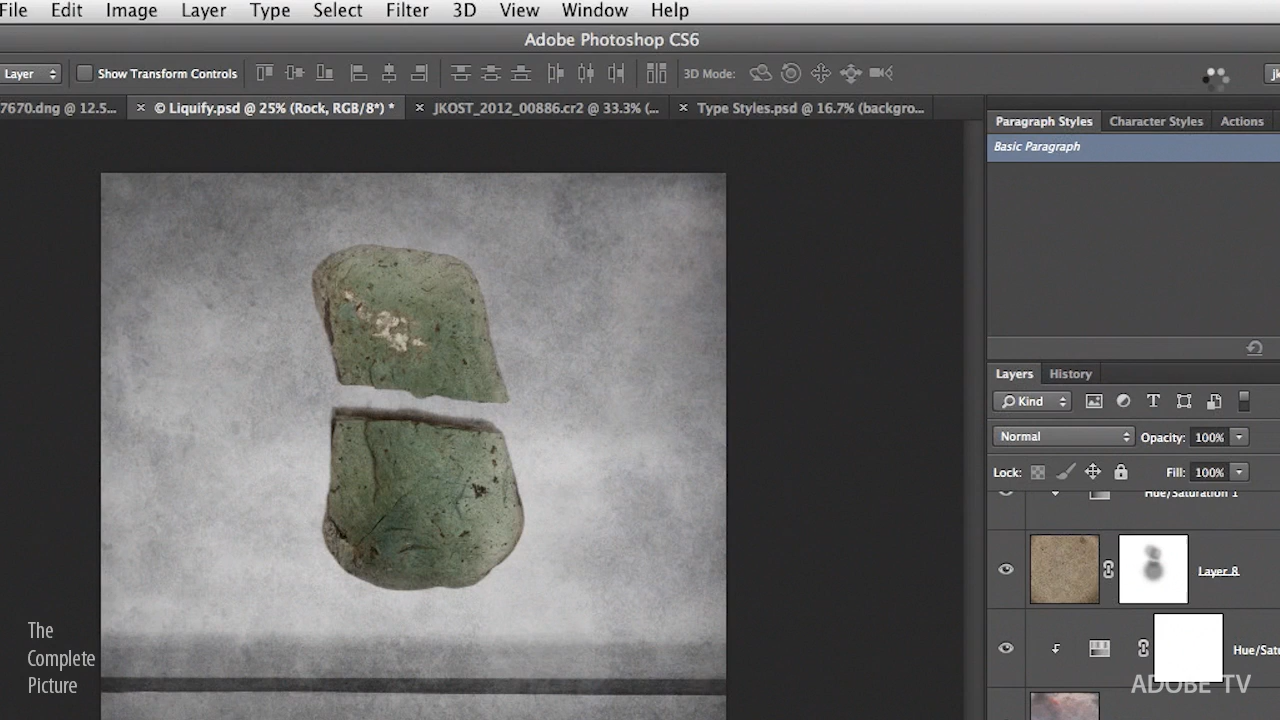 File Edit Image Layer Type Select Filter 3D View Window Help
Adobe Photoshop CS6
Layer Show Transform Controls 3D Mode:
7670.dng @ 12.5... × © Liquify.psd @ 25% (Rock, RGB/8*) * × JKOST_2012_00886.cr2 @ 33.3% (... × Type Styles.psd @ 16.7% (backgro...
Paragraph Styles Character Styles Actions
Basic Paragraph
Layers History
Kind T
Normal Opacity: 100%
Lock: Fill: 100%
Hue/Saturation 1
Layer 8
Hue/Satu
The
Complete
Picture
ADOBE TV